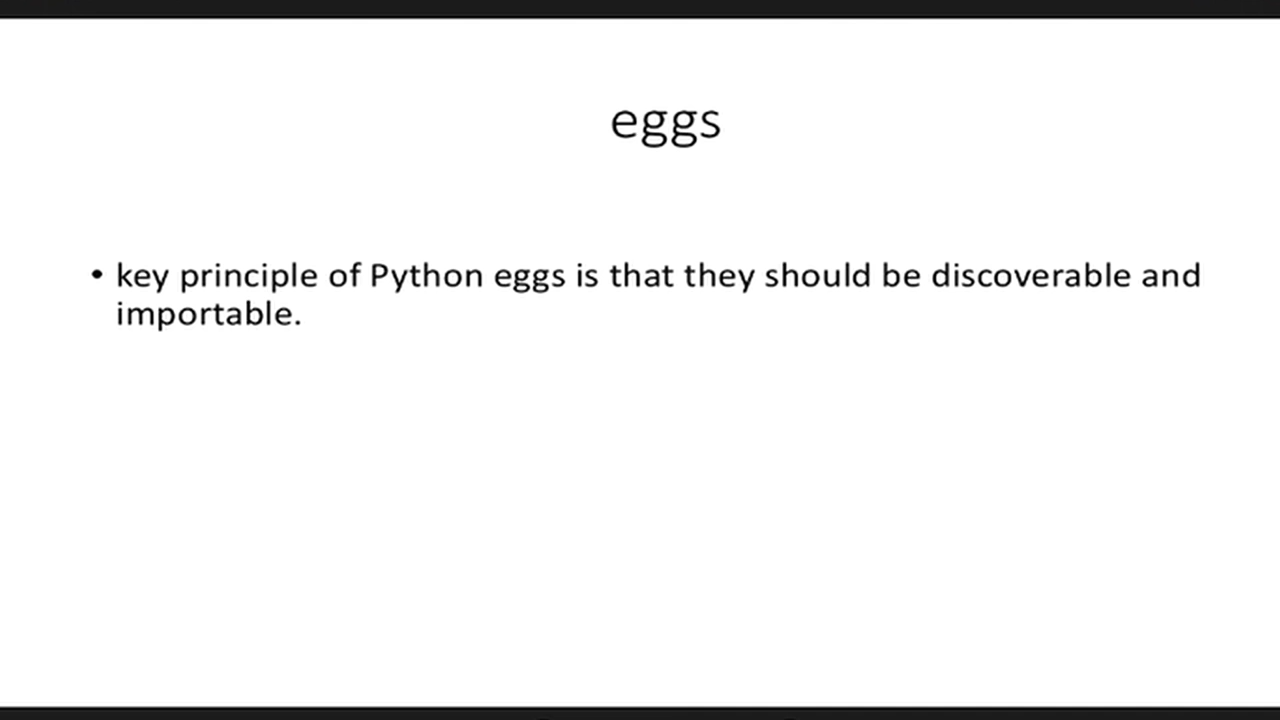 eggs
• key principle of Python eggs is that they should be discoverable and
importable.